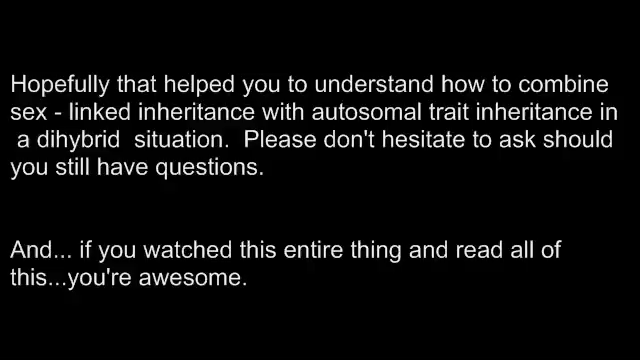 Hopefully that helped you to understand how to combine
sex - linked inheritance with autosomal trait inheritance in
a dihybrid  situation.  Please don't hesitate to ask should
you still have questions.
And... if you watched this entire thing and read all of
this...you're awesome.